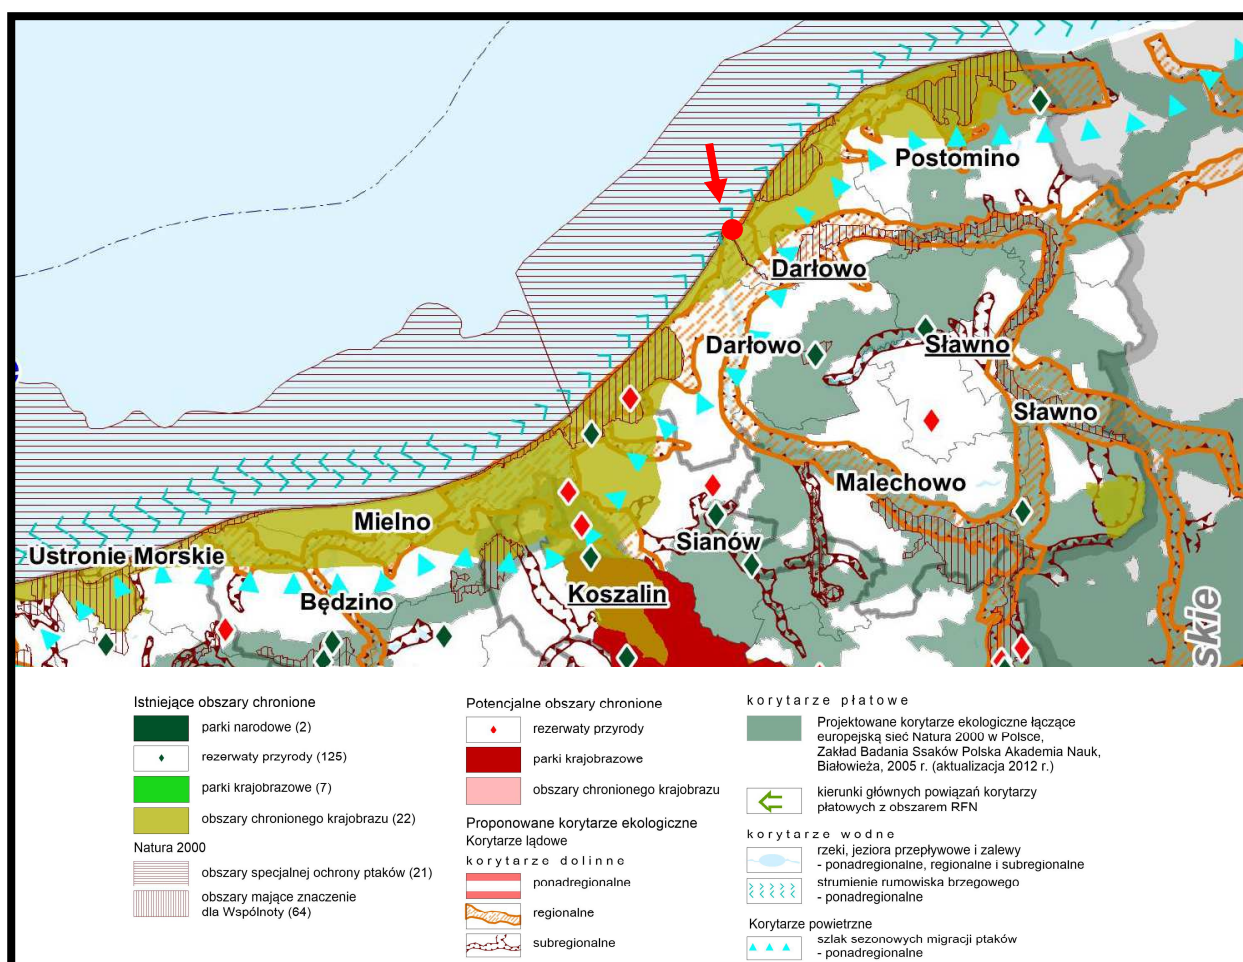 Postomino
Darłowo
Darłowo
Sławno
Sławno
Malechowo
Mielno
Sianów
Ustronie Morskie
Będzino
Koszalin
skie
Istniejące obszary chronione
parki narodowe (2)
rezerwaty przyrody (125)
parki krajobrazowe (7)
obszary chronionego krajobrazu (22)
Natura 2000
obszary specjalnej ochrony ptaków (21)
obszary mające znaczenie
dla Wspólnoty (64)
Potencjalne obszary chronione
rezerwaty przyrody
parki krajobrazowe
obszary chronionego krajobrazu
Proponowane korytarze ekologiczne
Korytarze lądowe
korytarze dolinne
ponadregionalne
regionalne
subregionalne
korytarze płatowe
Projektowane korytarze ekologiczne łączące
europejską sieć Natura 2000 w Polsce,
Zakład Badania Ssaków Polska Akademia Nauk,
Białowieża, 2005 r. (aktualizacja 2012 r.)
kierunki głównych powiązań korytarzy
płatowych z obszarem RFN
korytarze wodne
rzeki, jeziora przepływowe i zalewy
- ponadregionalne, regionalne i subregionalne
strumienie rumowiska brzegowego
- ponadregionalne
Korytarze powietrzne
szlak sezonowych migracji ptaków
- ponadregionalne